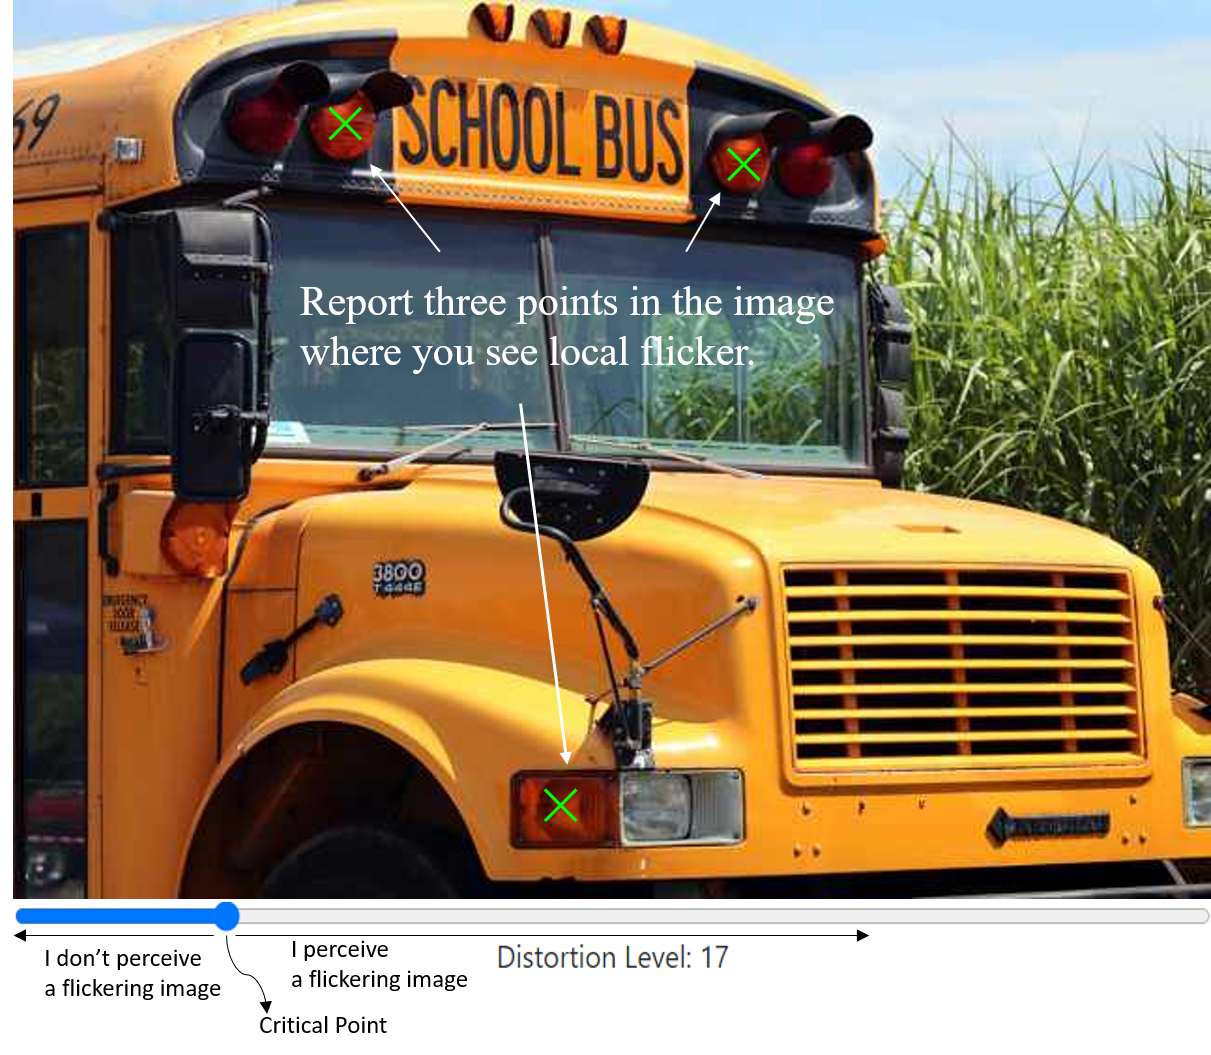 69
SCHOOL BUS
Report three points in the image
where you see local flicker.
3800
T 444E
EMERGENCY
DOOR
RELEASE
I don’t perceive
a flickering image
I perceive
a flickering image
Distortion Level: 17
Critical Point